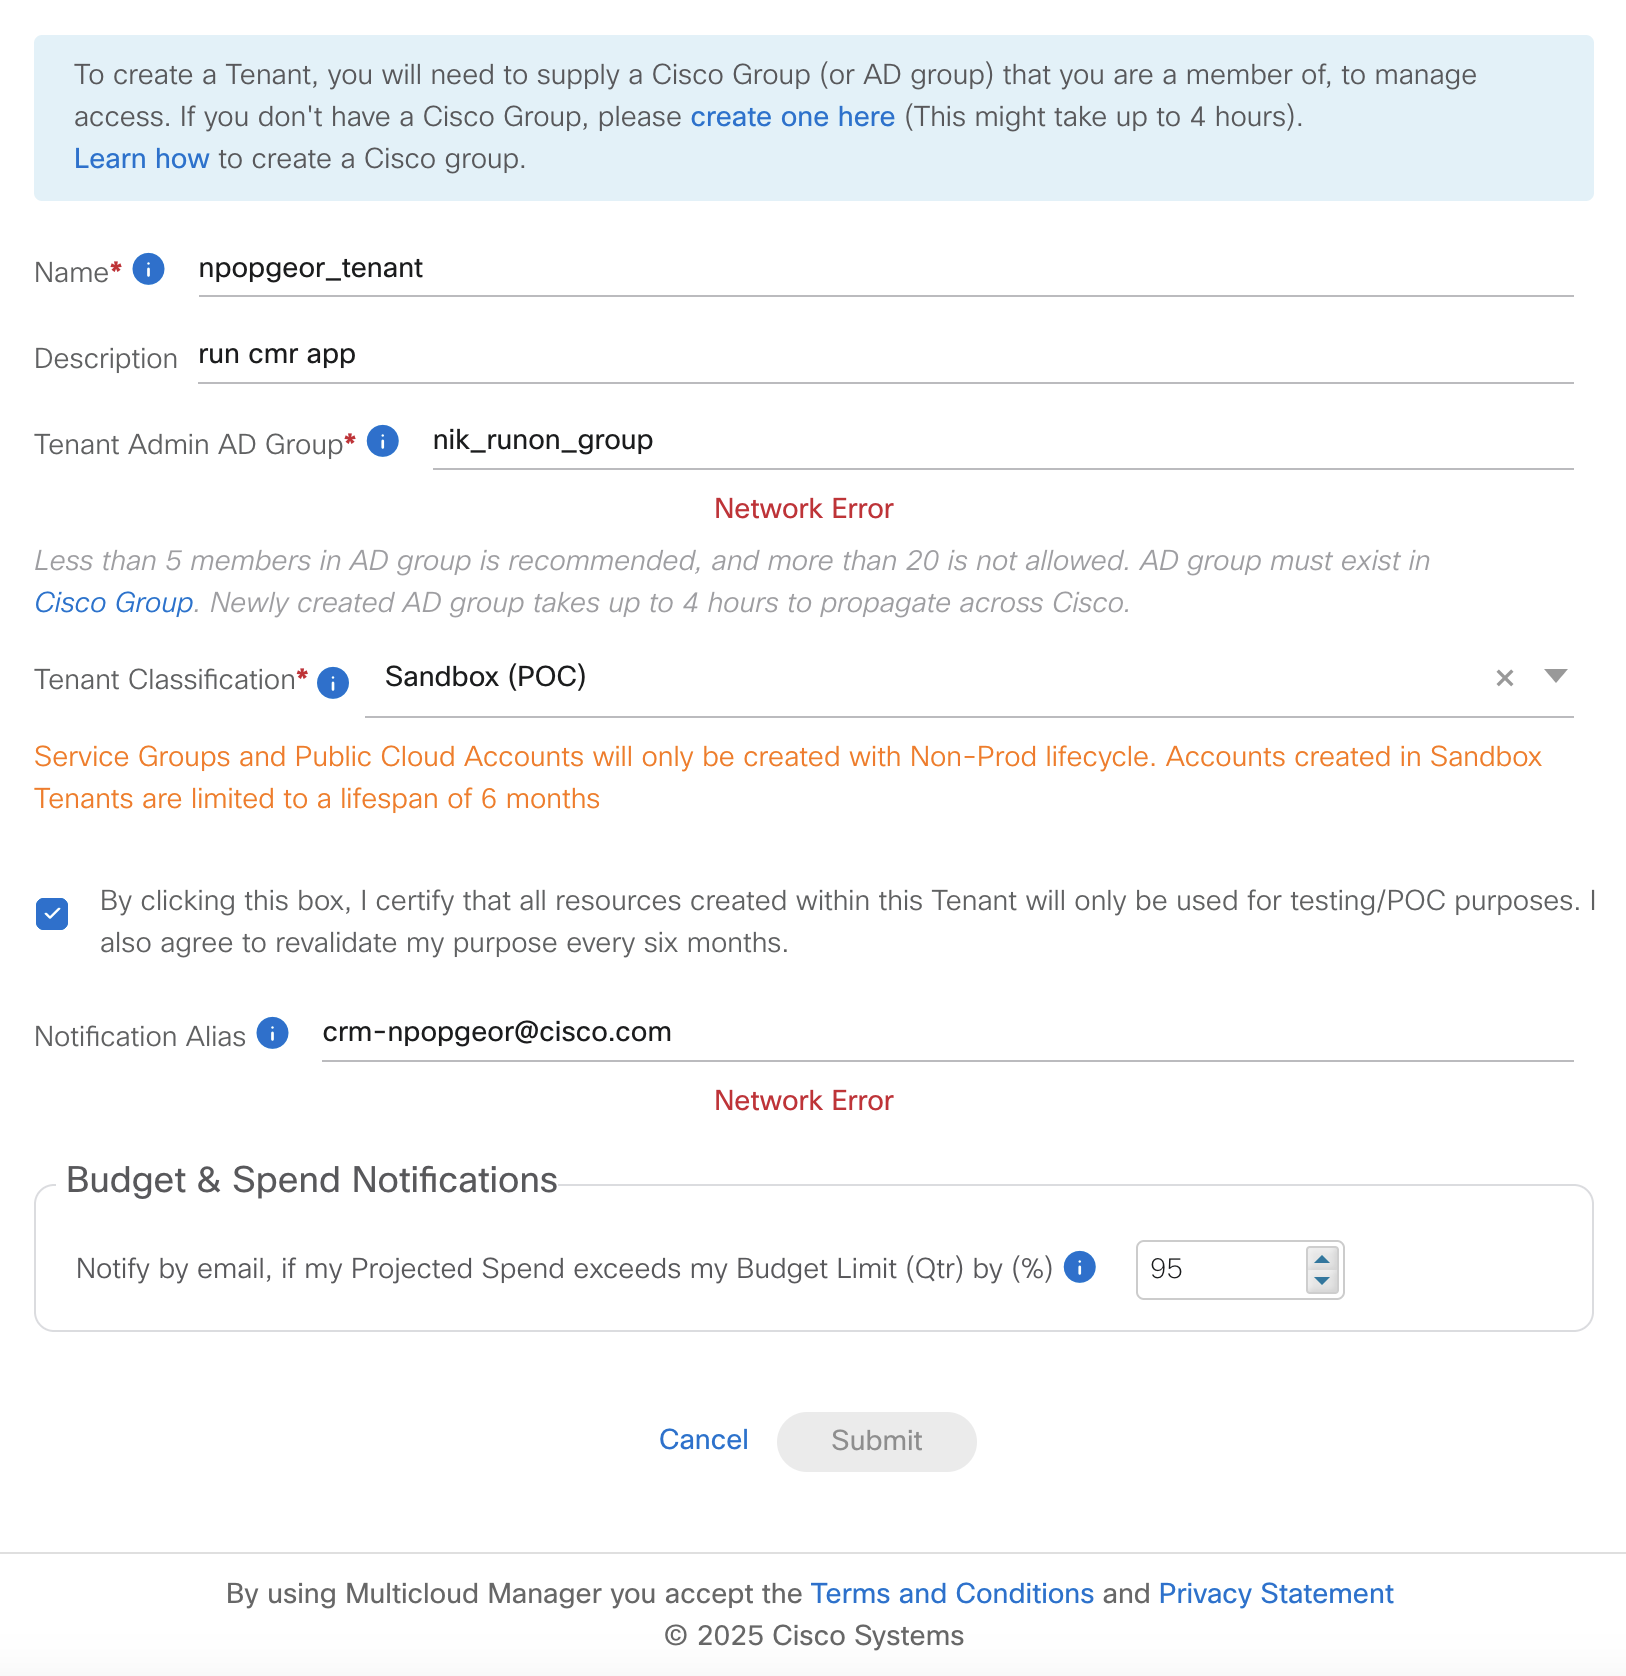 To create a Tenant, you will need to supply a Cisco Group (or AD group) that you are a member of, to manage
access. If you don't have a Cisco Group, please create one here (This might take up to 4 hours).
Learn how to create a Cisco group.
Name* npopgeor_tenant
Description run cmr app
Tenant Admin AD Group* nik_runon_group
Network Error
Less than 5 members in AD group is recommended, and more than 20 is not allowed. AD group must exist in
Cisco Group. Newly created AD group takes up to 4 hours to propagate across Cisco.
Tenant Classification* Sandbox (POC)
Service Groups and Public Cloud Accounts will only be created with Non-Prod lifecycle. Accounts created in Sandbox
Tenants are limited to a lifespan of 6 months
By clicking this box, I certify that all resources created within this Tenant will only be used for testing/POC purposes. I
also agree to revalidate my purpose every six months.
Notification Alias crm-npopgeor@cisco.com
Network Error
Budget & Spend Notifications
Notify by email, if my Projected Spend exceeds my Budget Limit (Qtr) by (%) 95
Cancel Submit
By using Multicloud Manager you accept the Terms and Conditions and Privacy Statement
© 2025 Cisco Systems